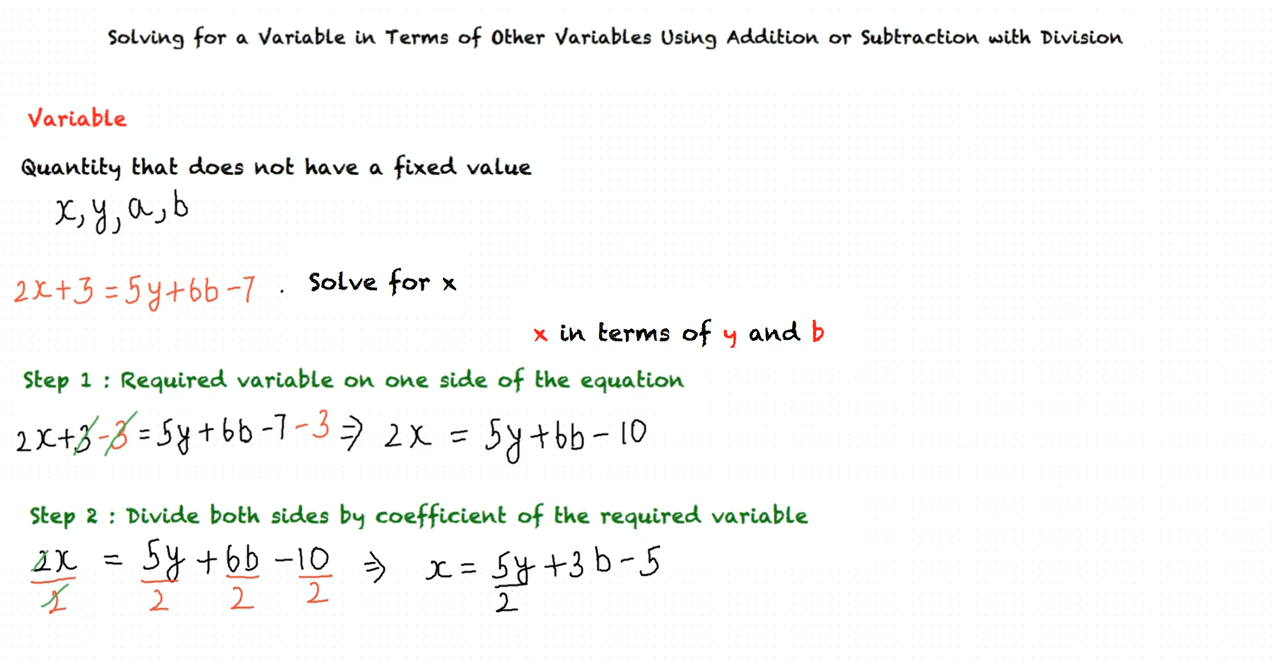 Solving for a Variable in Terms of Other Variables Using Addition or Subtraction with Division
Variable
Quantity that does not have a fixed value
x, y, a, b
2x+3=5y+6b-7 . Solve for x
x in terms of y and b
Step 1 : Required variable on one side of the equation
2x+3-3=5y+6b-7-3 ⇒ 2x = 5y+6b-10
Step 2 : Divide both sides by coefficient of the required variable
2x/2 = 5y/2 + 6b/2 - 10/2 ⇒ x = 5y/2 + 3b - 5